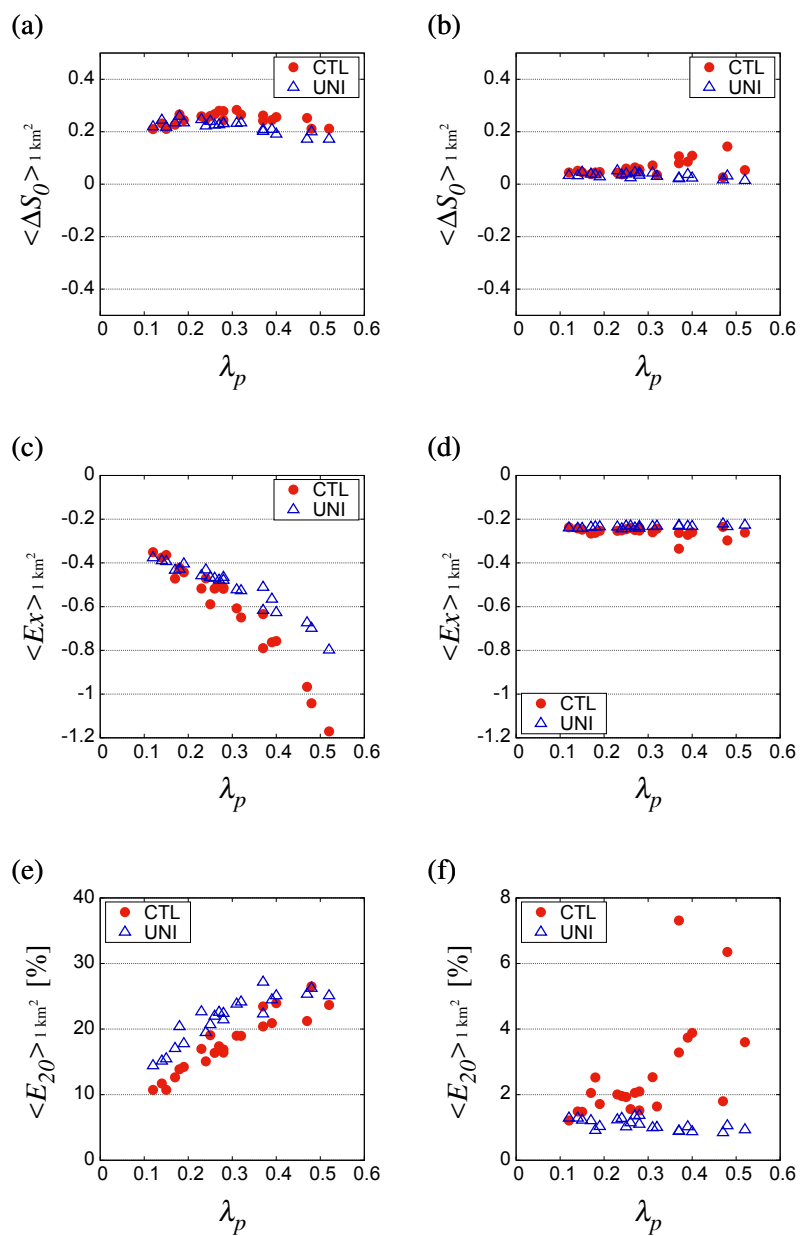 (a)
(b)
0.4
0.2
0
-0.2
-0.4
<ΔS0>1 km2
CTL
UNI
0 0.1 0.2 0.3 0.4 0.5 0.6
λp
0.4
0.2
0
-0.2
-0.4
<ΔS0>1 km2
CTL
UNI
0 0.1 0.2 0.3 0.4 0.5 0.6
λp
(c)
(d)
0
-0.2
-0.4
-0.6
-0.8
-1
-1.2
<Ex>1 km2
CTL
UNI
0 0.1 0.2 0.3 0.4 0.5 0.6
λp
0
-0.2
-0.4
-0.6
-0.8
-1
-1.2
<Ex>1 km2
CTL
UNI
0 0.1 0.2 0.3 0.4 0.5 0.6
λp
(e)
(f)
40
30
20
10
0
<E20>1 km2 [%]
CTL
UNI
0 0.1 0.2 0.3 0.4 0.5 0.6
λp
8
6
4
2
0
<E20>1 km2 [%]
CTL
UNI
0 0.1 0.2 0.3 0.4 0.5 0.6
λp